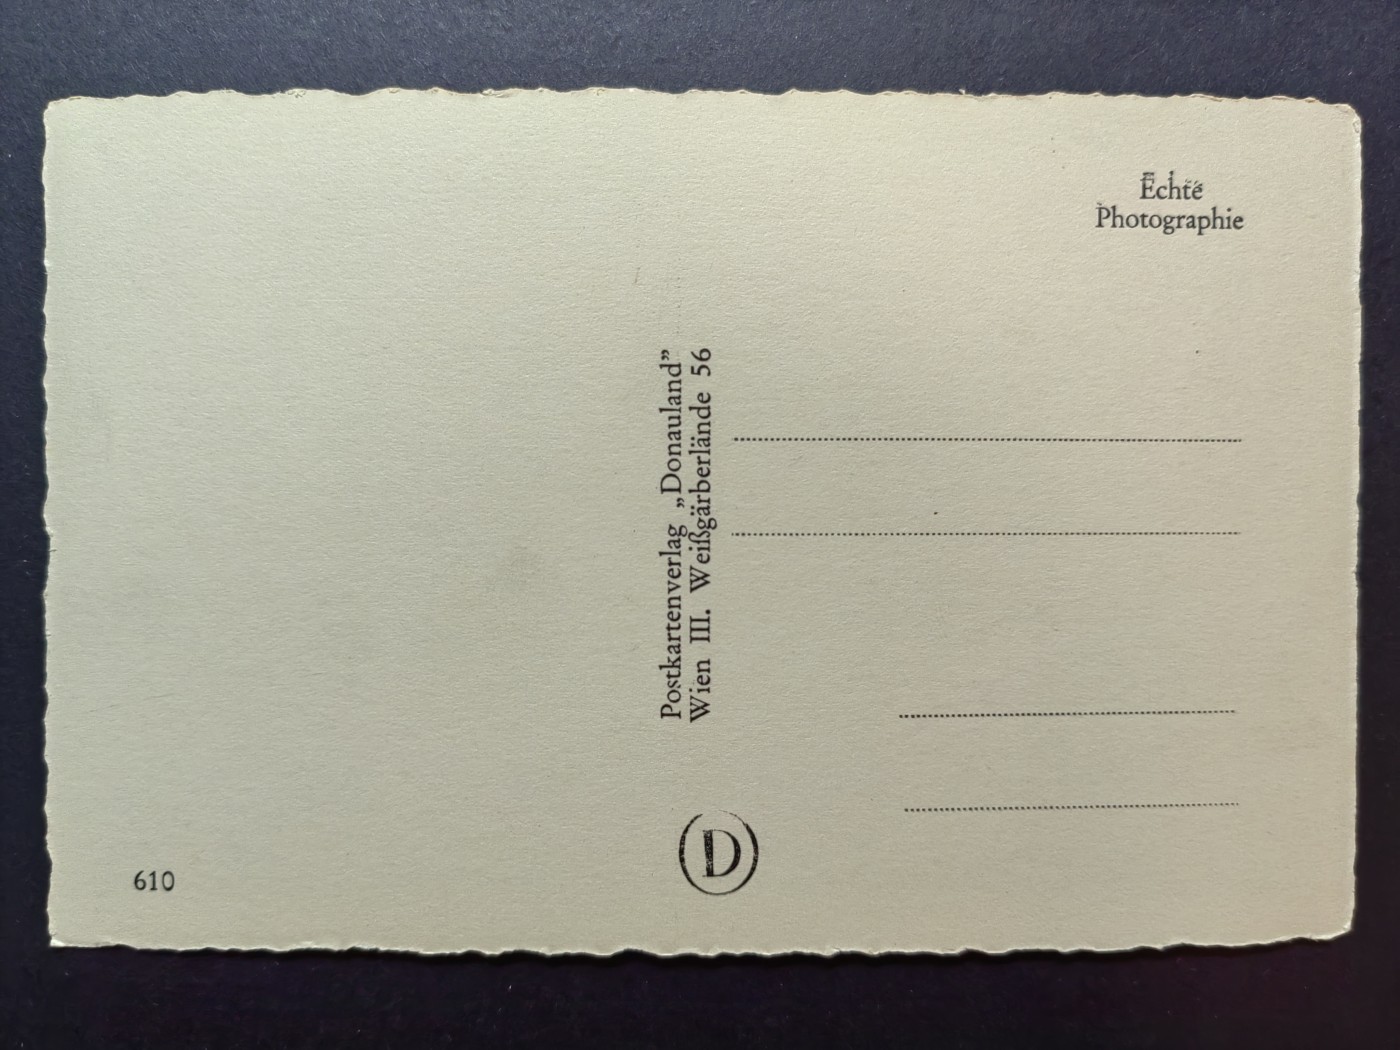 Echte
Photographie
Postkartenverlag „Donauland”
Wien III. Weißgärberlände 56
D
610